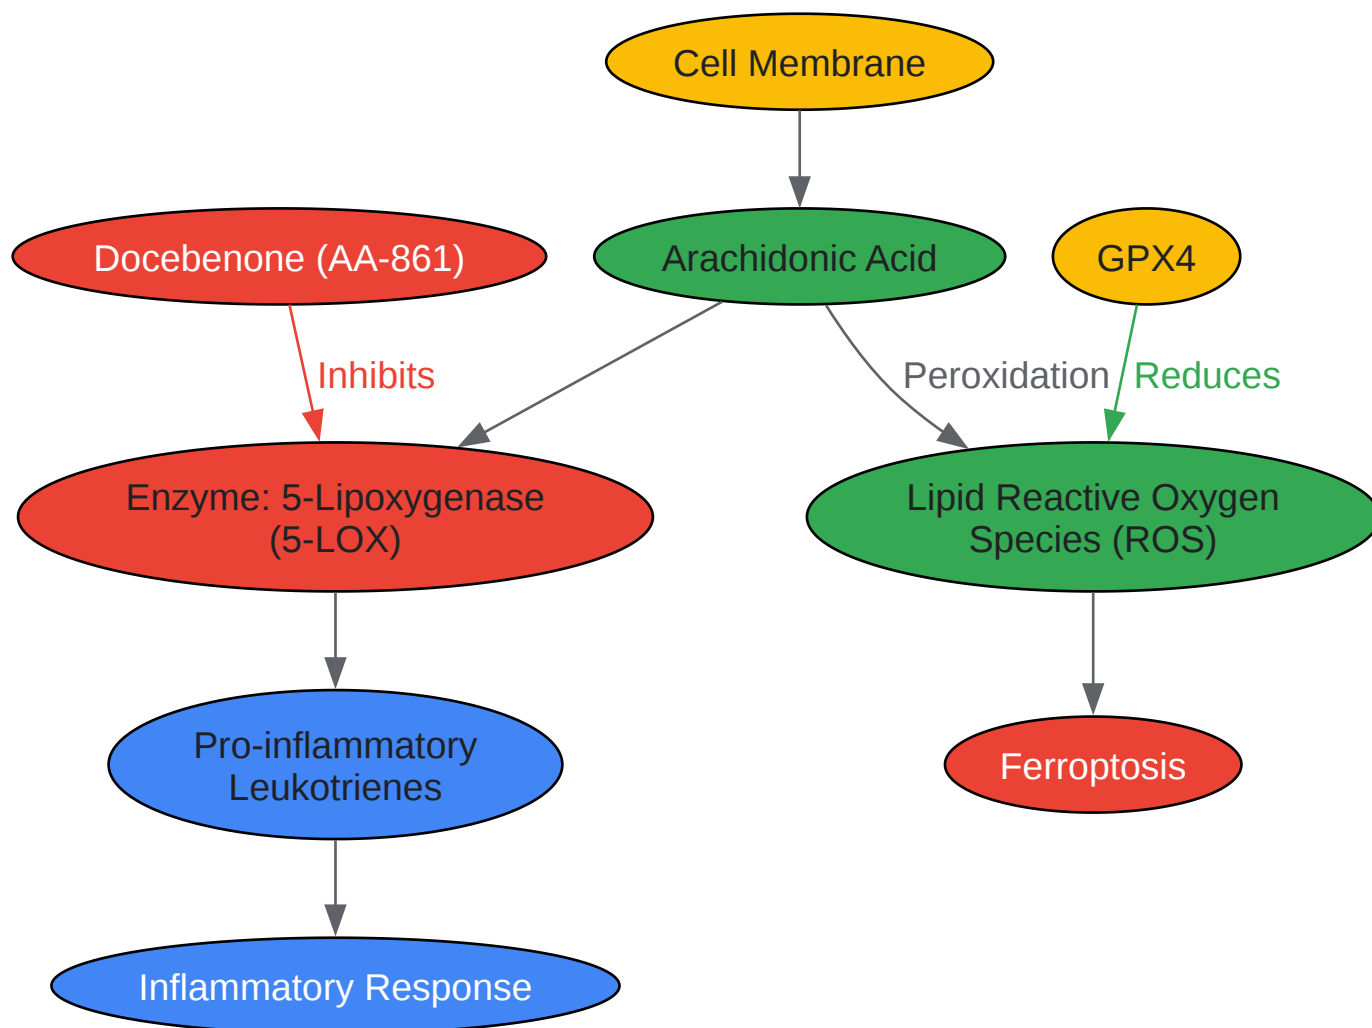 Cell Membrane
Docebenone (AA-861)
Arachidonic Acid
GPX4
Inhibits
Peroxidation
Reduces
Enzyme: 5-Lipoxygenase
(5-LOX)
Lipid Reactive Oxygen
Species (ROS)
Pro-inflammatory
Leukotrienes
Ferroptosis
Inflammatory Response